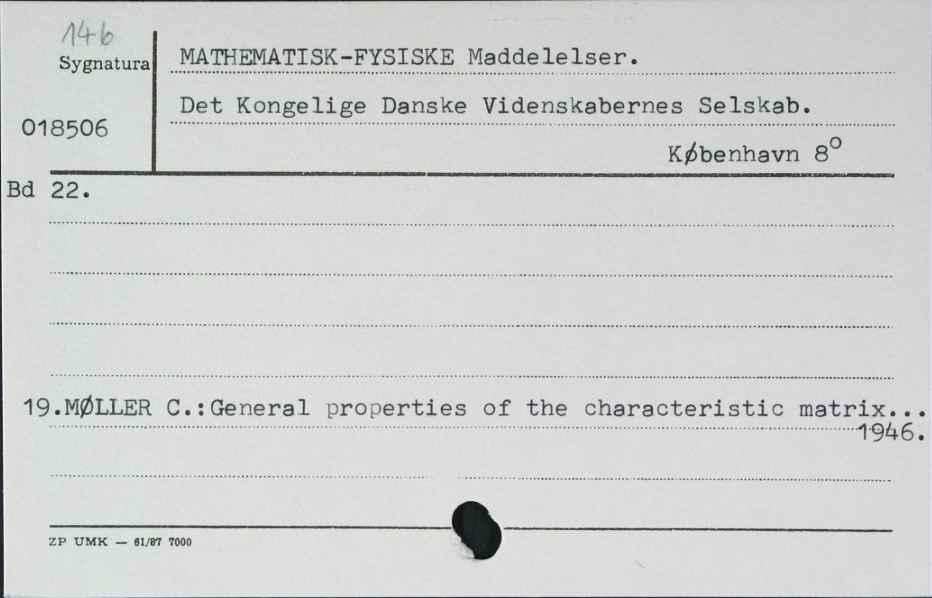 146
Sygnatura
MATHEMATISK-FYSISKE Maddelelser.
Det Kongelige Danske Videnskabernes Selskab.
018506
København 8º
Bd 22.
19.MØLLER C.:General properties of the characteristic matrix...
1946.
ZP UMK — 61/87 7000